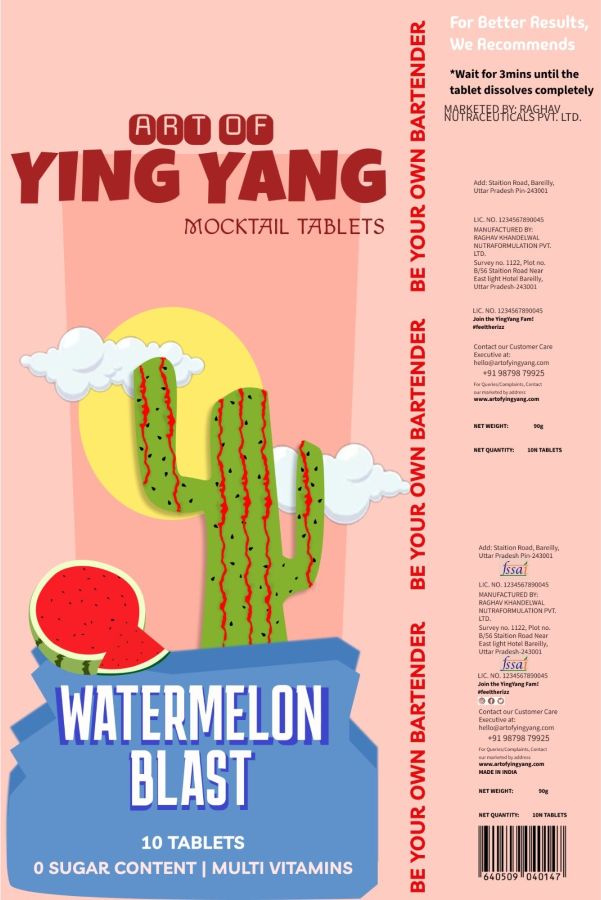 ART OF
YING YANG
MOCKTAIL TABLETS
WATERMELON
BLAST
10 TABLETS
0 SUGAR CONTENT | MULTI VITAMINS
BE YOUR OWN BARTENDER
BE YOUR OWN BARTENDER
BE YOUR OWN BARTENDER
For Better Results,
We Recommends
*Wait for 3mins until the
tablet dissolves completely
MARKETED BY: RAGHAV
NUTRACEUTICALS PVT. LTD.
Add: Staition Road, Bareilly,
Uttar Pradesh Pin-243001
LIC. NO. 1234567890045
MANUFACTURED BY:
RAGHAV KHANDELWAL
NUTRAFORMULATION PVT.
LTD.
Survey no. 1122, Plot no.
B/56 Staition Road Near
East light Hotel Bareilly,
Uttar Pradesh-243001
LIC. NO. 1234567890045
Join the YingYang Fam!
#feeltherizz
Contact our Customer Care
Executive at:
hello@artofyingyang.com
+91 98798 79925
For Queries/Complaints, Contact
our marketed by address
www.artofyingyang.com
NET WEIGHT: 90g
NET QUANTITY: 10N TABLETS
Add: Staition Road, Bareilly,
Uttar Pradesh Pin-243001
fssai
LIC. NO. 1234567890045
MANUFACTURED BY:
RAGHAV KHANDELWAL
NUTRAFORMULATION PVT.
LTD.
Survey no. 1122, Plot no.
B/56 Staition Road Near
East light Hotel Bareilly,
Uttar Pradesh-243001
fssai
LIC. NO. 1234567890045
Join the YingYang Fam!
#feeltherizz
Contact our Customer Care
Executive at:
hello@artofyingyang.com
+91 98798 79925
For Queries/Complaints, Contact
our marketed by address
www.artofyingyang.com
MADE IN INDIA
NET WEIGHT: 90g
NET QUANTITY: 10N TABLETS
640509 040147